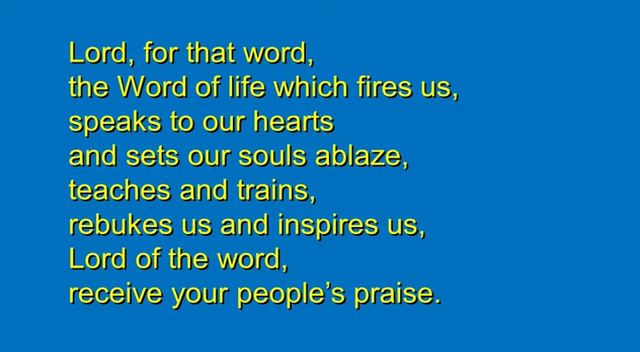 Lord, for that word,
the Word of life which fires us,
speaks to our hearts
and sets our souls ablaze,
teaches and trains,
rebukes us and inspires us,
Lord of the word,
receive your people’s praise.